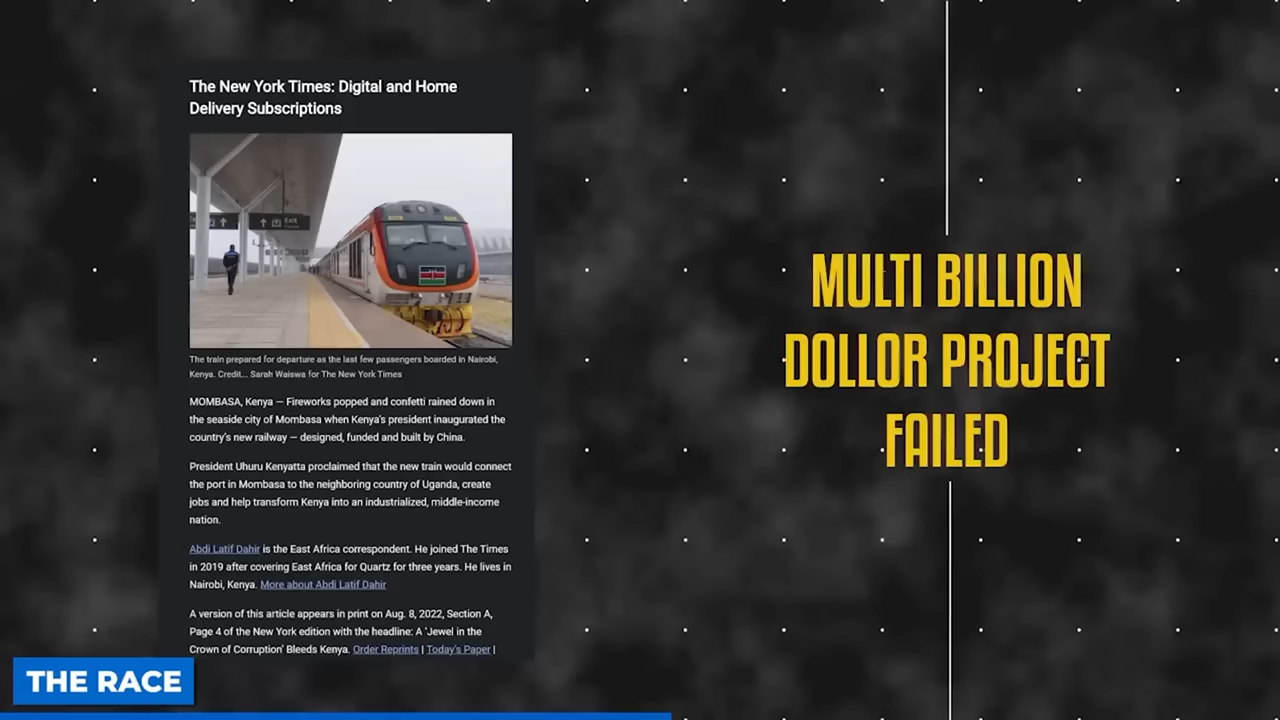 The New York Times: Digital and Home
Delivery Subscriptions
Exit
The train prepared for departure as the last few passengers boarded in Nairobi,
Kenya. Credit... Sarah Waiswa for The New York Times
MOMBASA, Kenya — Fireworks popped and confetti rained down in
the seaside city of Mombasa when Kenya's president inaugurated the
country's new railway — designed, funded and built by China.
President Uhuru Kenyatta proclaimed that the new train would connect
the port in Mombasa to the neighboring country of Uganda, create
jobs and help transform Kenya into an industrialized, middle-income
nation.
Abdi Latif Dahir is the East Africa correspondent. He joined The Times
in 2019 after covering East Africa for Quartz for three years. He lives in
Nairobi, Kenya. More about Abdi Latif Dahir
A version of this article appears in print on Aug. 8, 2022, Section A,
Page 4 of the New York edition with the headline: A 'Jewel in the
Crown of Corruption' Bleeds Kenya. Order Reprints | Today's Paper |
MULTI BILLION
DOLLOR PROJECT
FAILED
THE RACE